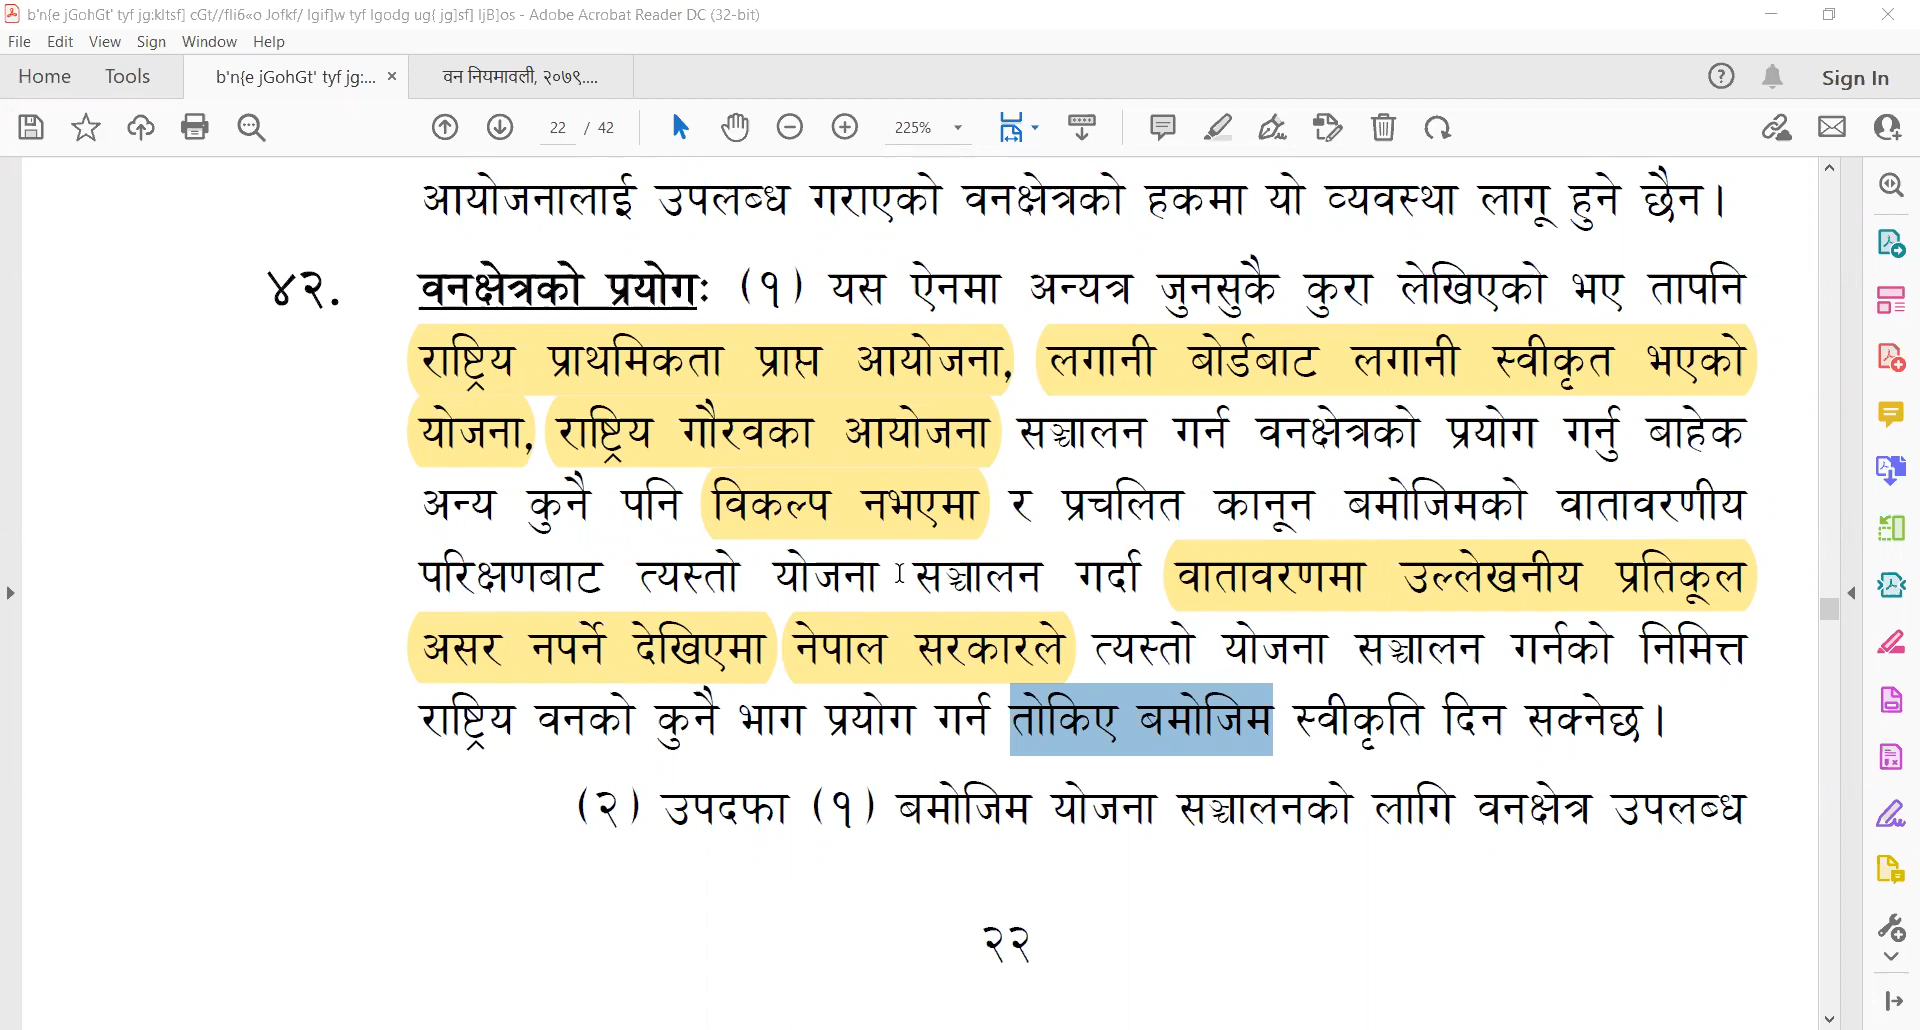 b'n{e jGohGt' tyf jg:kltsf] cGt//fli6«o Jofkf/ lgif]w tyf lgodg ug{ jg]sf] ljB]os - Adobe Acrobat Reader DC (32-bit)
File Edit View Sign Window Help
Home Tools b'n{e jGohGt' tyf jg:... × वन नियमावली, २०७९.... Sign In
22 / 42 225%
आयोजनालाई उपलब्ध गराएको वनक्षेत्रको हकमा यो व्यवस्था लागू हुने छैन।
४२. वनक्षेत्रको प्रयोगः (१) यस ऐनमा अन्यत्र जुनसुकै कुरा लेखिएको भए तापनि
राष्ट्रिय प्राथमिकता प्राप्त आयोजना, लगानी बोर्डबाट लगानी स्वीकृत भएको
योजना, राष्ट्रिय गौरवका आयोजना सञ्चालन गर्न वनक्षेत्रको प्रयोग गर्नु बाहेक
अन्य कुनै पनि विकल्प नभएमा र प्रचलित कानून बमोजिमको वातावरणीय
परिक्षणबाट त्यस्तो योजना सञ्चालन गर्दा वातावरणमा उल्लेखनीय प्रतिकूल
असर नपर्ने देखिएमा नेपाल सरकारले त्यस्तो योजना सञ्चालन गर्नको निमित्त
राष्ट्रिय वनको कुनै भाग प्रयोग गर्न तोकिए बमोजिम स्वीकृति दिन सक्नेछ।
(२) उपदफा (१) बमोजिम योजना सञ्चालनको लागि वनक्षेत्र उपलब्ध
२२